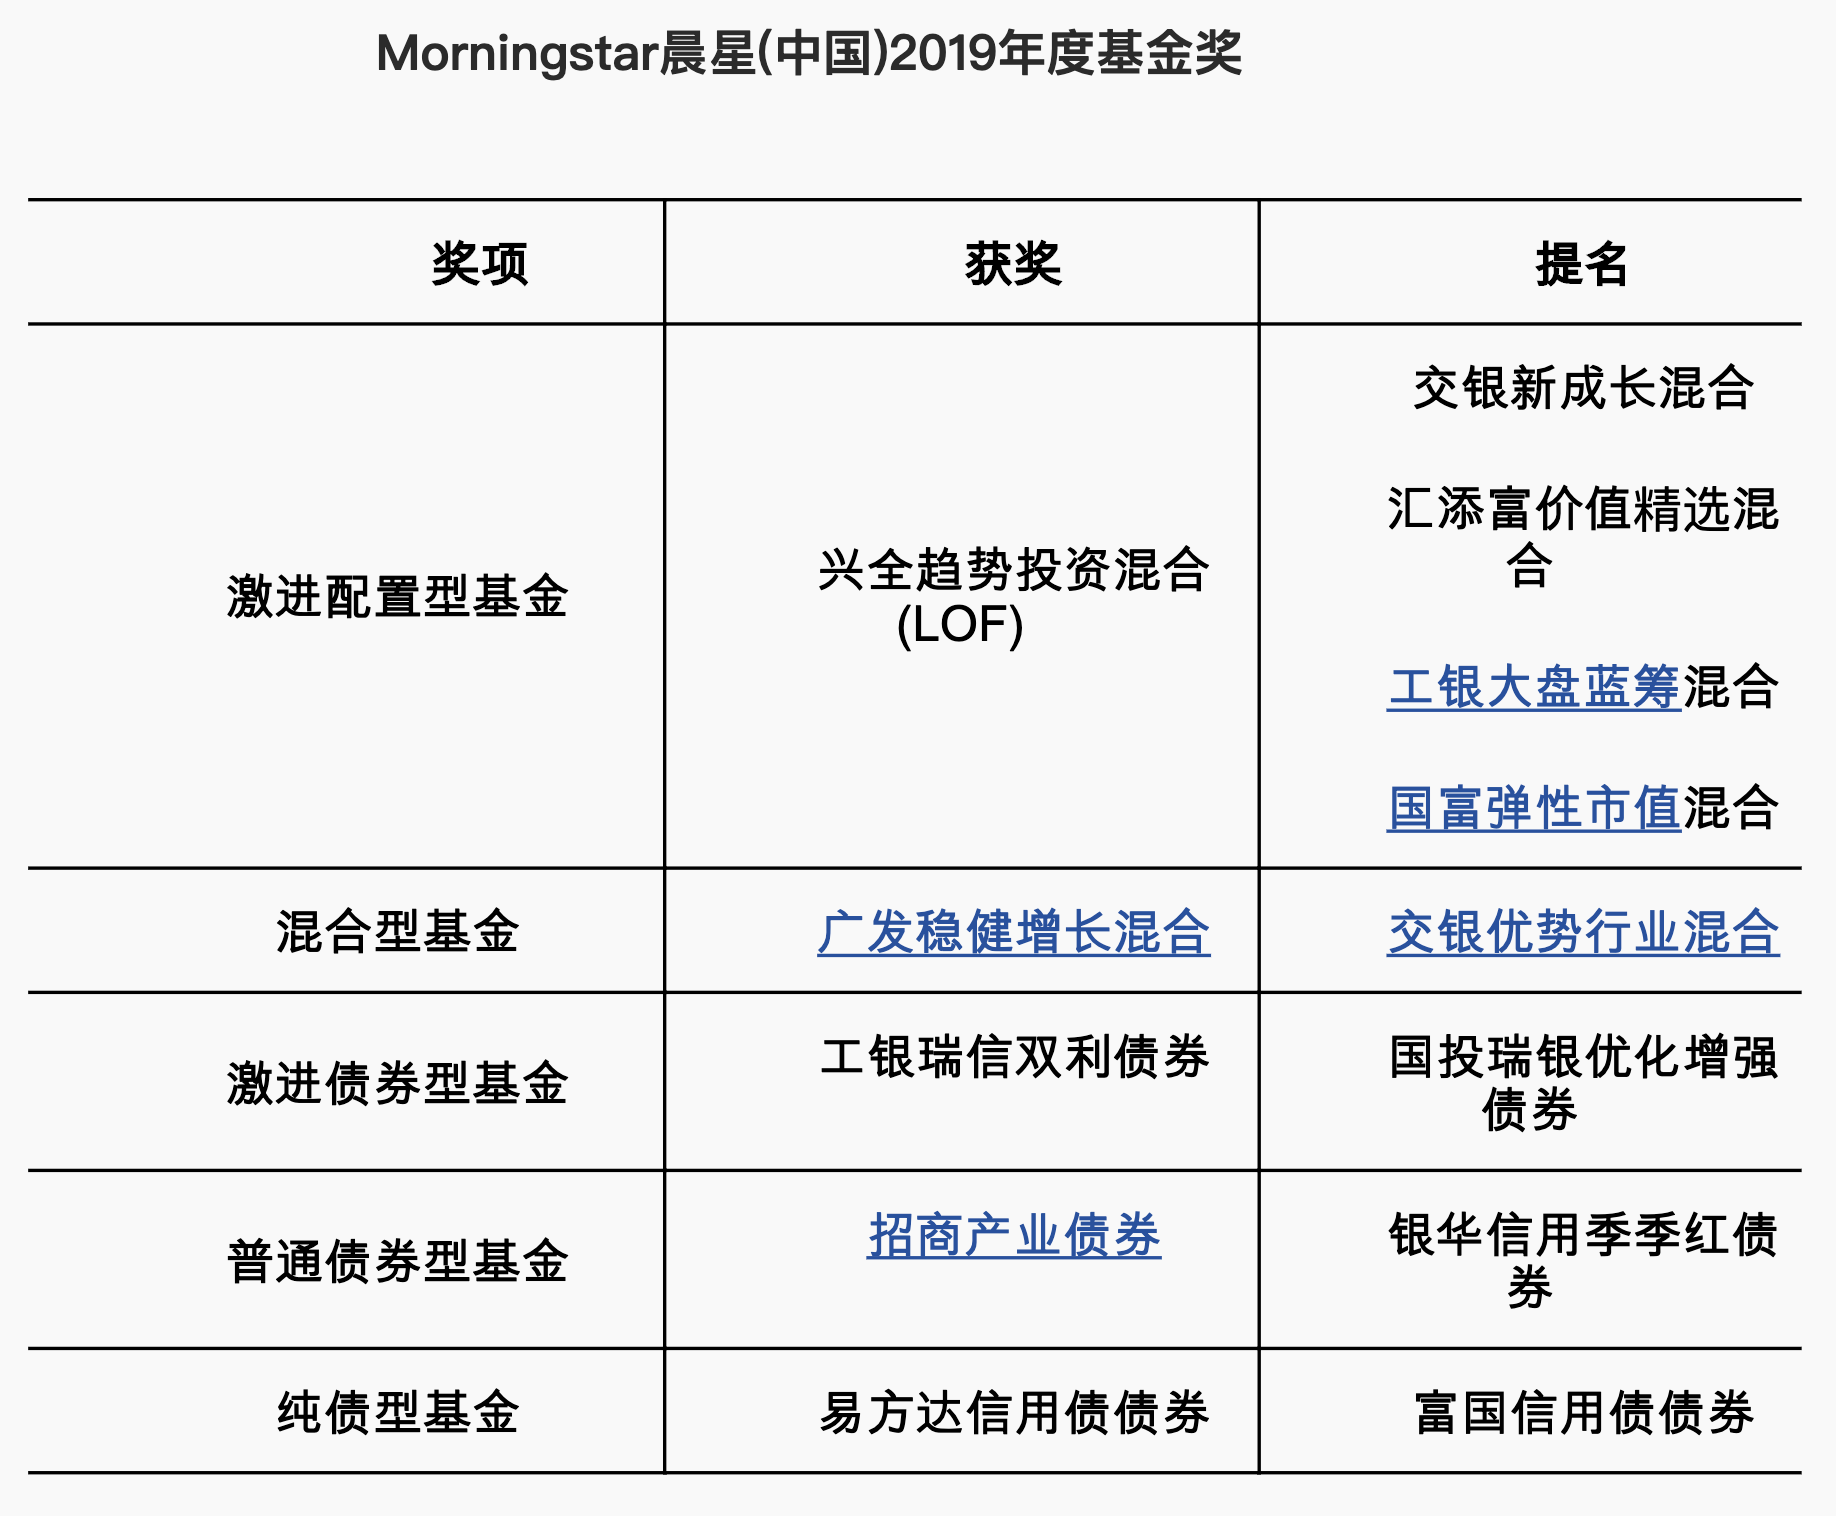 Morningstar晨星(中国)2019年度基金奖
奖项
获奖
提名
激进配置型基金
兴全趋势投资混合
(LOF)
交银新成长混合
汇添富价值精选混
合
工银大盘蓝筹混合
国富弹性市值混合
混合型基金
广发稳健增长混合
交银优势行业混合
激进债券型基金
工银瑞信双利债券
国投瑞银优化增强
债券
普通债券型基金
招商产业债券
银华信用季季红债
券
纯债型基金
易方达信用债债券
富国信用债债券